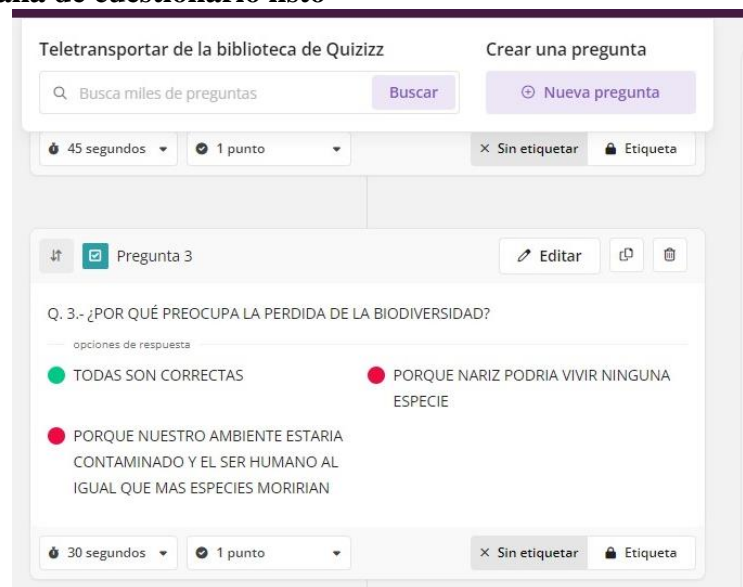 Teletransportar de la biblioteca de Quizizz
Crear una pregunta
Busca miles de preguntas
Buscar
Nueva pregunta
45 segundos
1 punto
Sin etiquetar
Etiqueta
Pregunta 3
Editar
Q. 3.- ¿POR QUÉ PREOCUPA LA PERDIDA DE LA BIODIVERSIDAD?
opciones de respuesta
TODAS SON CORRECTAS
PORQUE NARIZ PODRIA VIVIR NINGUNA
ESPECIE
PORQUE NUESTRO AMBIENTE ESTARIA
CONTAMINADO Y EL SER HUMANO AL
IGUAL QUE MAS ESPECIES MORIRIAN
30 segundos
1 punto
Sin etiquetar
Etiqueta